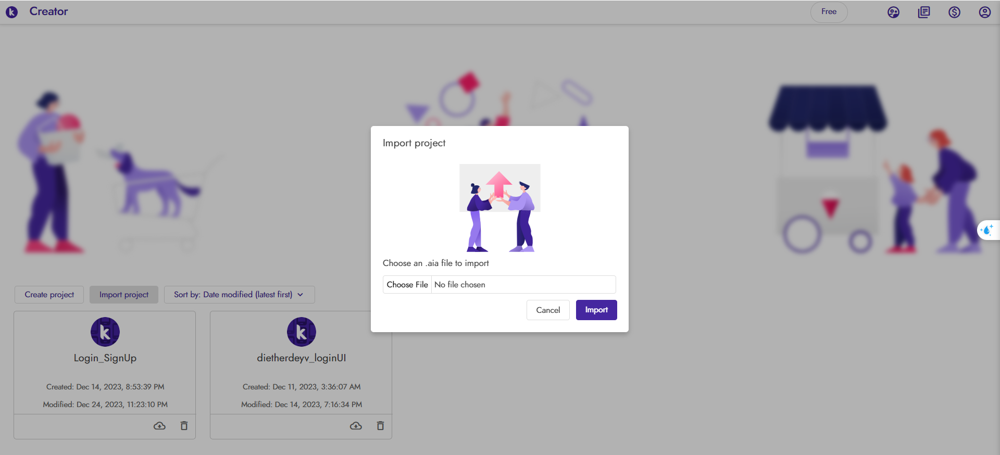 Creator
Free
Import project
Choose an .aia file to import
Choose File No file chosen
Cancel Import
Create project Import project Sort by: Date modified (latest first)
k
Login_SignUp
Created: Dec 14, 2023, 8:53:39 PM
Modified: Dec 24, 2023, 11:23:10 PM
k
dietherdeyv_loginUI
Created: Dec 11, 2023, 3:36:07 AM
Modified: Dec 14, 2023, 7:16:34 PM